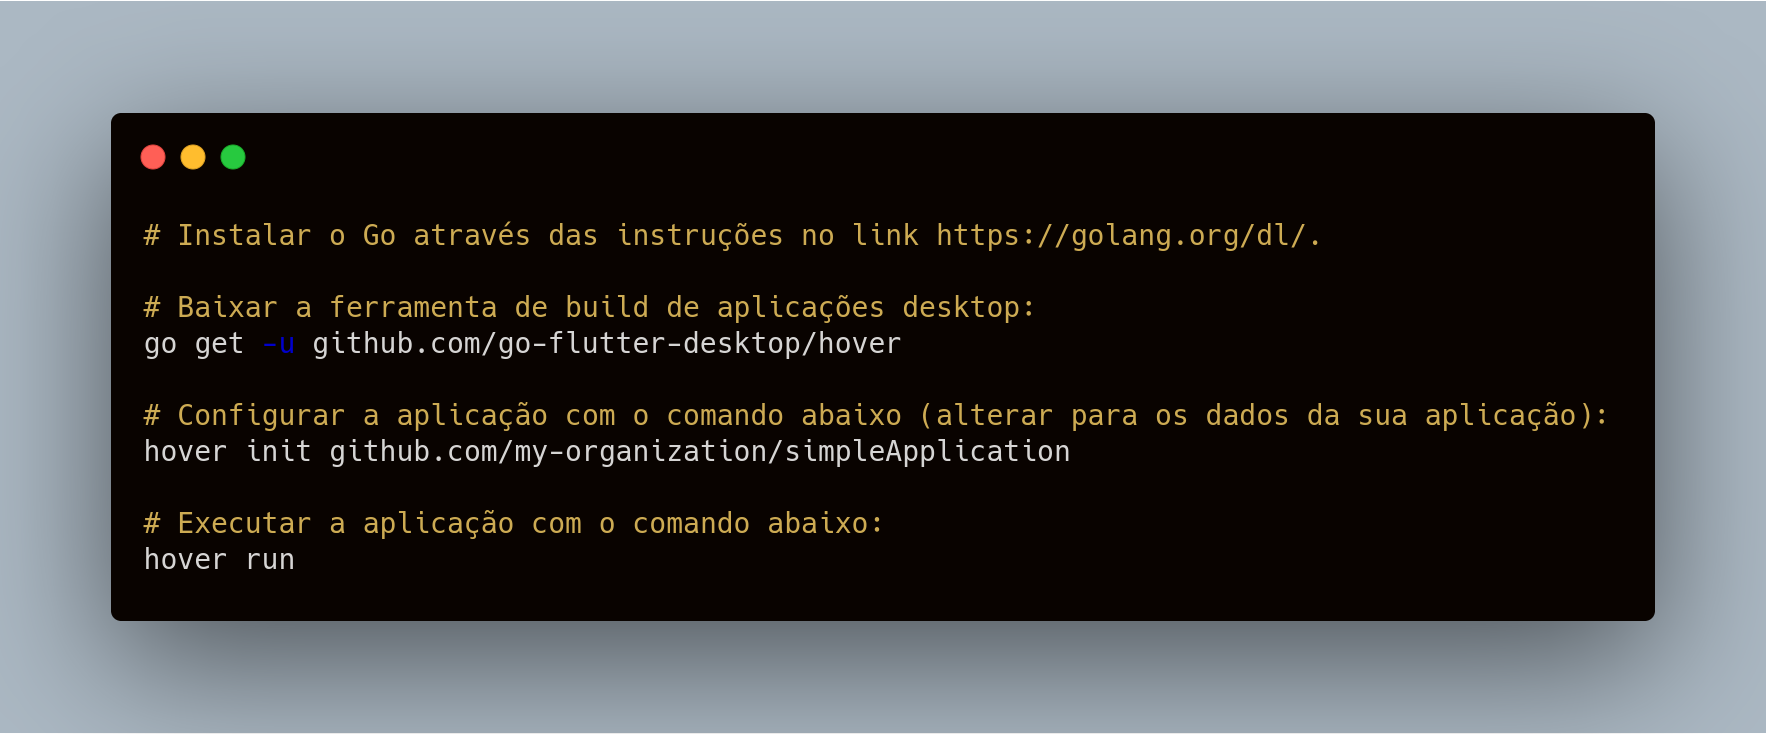 # Instalar o Go através das instruções no link https://golang.org/dl/.
# Baixar a ferramenta de build de aplicações desktop:
go get -u github.com/go-flutter-desktop/hover
# Configurar a aplicação com o comando abaixo (alterar para os dados da sua aplicação):
hover init github.com/my-organization/simpleApplication
# Executar a aplicação com o comando abaixo:
hover run